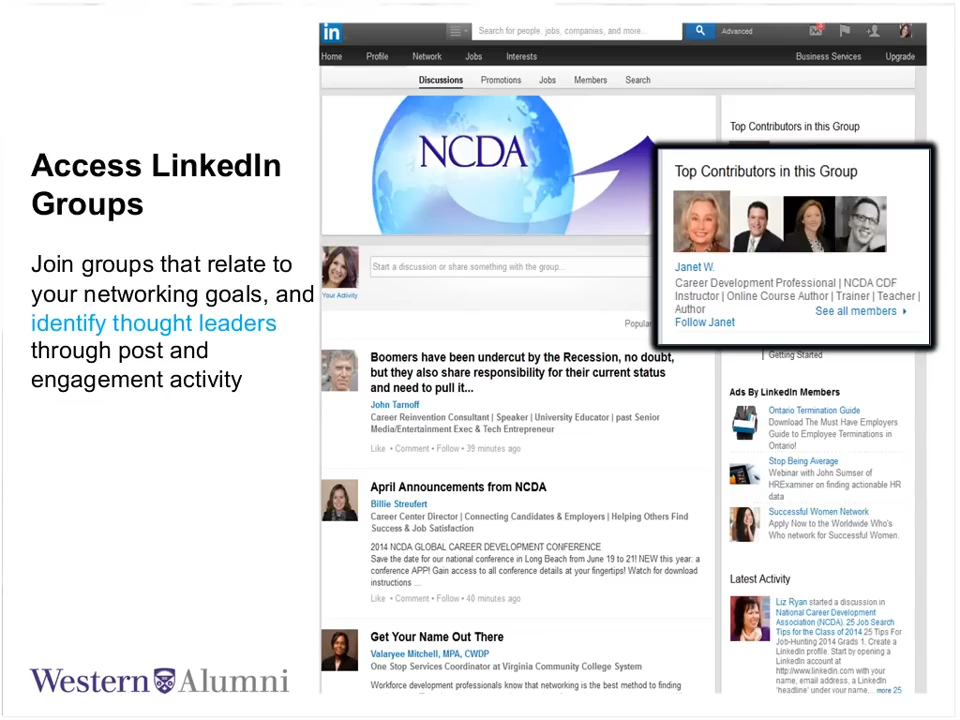 Access LinkedIn
Groups
Join groups that relate to
your networking goals, and
identify thought leaders
through post and
engagement activity
Western Alumni
in
Search for people, jobs, companies, and more...
Advanced
Home Profile Network Jobs Interests
Business Services Upgrade
Discussions Promotions Jobs Members Search
NCDA
Start a discussion or share something with the group...
Your Activity
Popular
Boomers have been undercut by the Recession, no doubt,
but they also share responsibility for their current status
and need to pull it...
John Tarnoff
Career Reinvention Consultant | Speaker | University Educator | past Senior
Media/Entertainment Exec & Tech Entrepreneur
Like • Comment • Follow • 39 minutes ago
April Announcements from NCDA
Billie Streufert
Career Center Director | Connecting Candidates & Employers | Helping Others Find
Success & Job Satisfaction
2014 NCDA GLOBAL CAREER DEVELOPMENT CONFERENCE
Save the date for our national conference in Long Beach from June 19 to 21! NEW this year: a
conference APP! Gain access to all conference details at your fingertips! Watch for download
instructions ...
Like • Comment • Follow • 40 minutes ago
Get Your Name Out There
Valaryee Mitchell, MPA, CWDP
One Stop Services Coordinator at Virginia Community College System
Workforce development professionals know that networking is the best method to finding
Top Contributors in this Group
Top Contributors in this Group
Janet W.
Career Development Professional | NCDA CDF
Instructor | Online Course Author | Trainer | Teacher |
Author
See all members
Follow Janet
Getting Started
Ads By LinkedIn Members
Ontario Termination Guide
Download The Must Have Employers
Guide to Employee Terminations in
Ontario!
Stop Being Average
Webinar with John Sumser of
HRExaminer on finding actionable HR
data
Successful Women Network
Apply Now to the Worldwide Who's
Who network for Successful Women.
Latest Activity
Liz Ryan started a discussion in
National Career Development
Association (NCDA). 25 Job Search
Tips for the Class of 2014 25 Tips For
Job-Hunting 2014 Grads 1. Create a
LinkedIn profile. Start by opening a
LinkedIn account at
http://www.linkedin.com with your
name, email address, a LinkedIn
'headline' under your name,... more 25